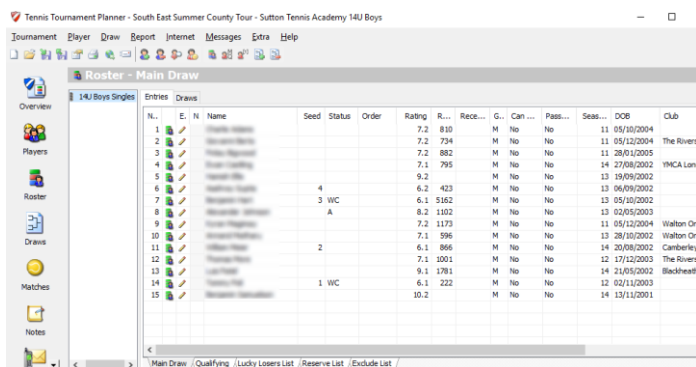 Tennis Tournament Planner - South East Summer County Tour - Sutton Tennis Academy 14U Boys
Tournament Player Draw Report Internet Messages Extra Help
Roster - Main Draw
14U Boys Singles
Entries Draws
N... E. N Name Seed Status Order Rating R... Rece... G.. Can ... Pass... Seas... DOB Club
1 7.2 810 M No No 11 05/10/2004
2 7.2 734 M No No 11 05/12/2004 The Rivers
3 7.2 882 M No No 11 28/01/2005
4 7.1 795 M No No 14 27/08/2002 YMCA Lon
5 9.2 M No No 13 19/09/2002
6 4 6.2 423 M No No 13 06/09/2002
7 3 WC 6.1 5162 M No No 13 05/10/2002
8 A 8.2 1102 M No No 13 02/05/2003
9 7.2 1173 M No No 11 05/12/2004 Walton On
10 7.1 596 M No No 13 28/10/2002 Walton On
11 2 6.1 866 M No No 14 20/08/2002 Camberley
12 7.1 1001 M No No 12 17/12/2003 The Rivers
13 9.1 1781 M No No 14 21/05/2002 Blackheath
14 1 WC 6.1 222 M No No 12 02/11/2003
15 10.2 M No No 14 13/11/2001
Overview
Players
Roster
Draws
Matches
Notes
Main Draw Qualifying Lucky Losers List Reserve List Exclude List